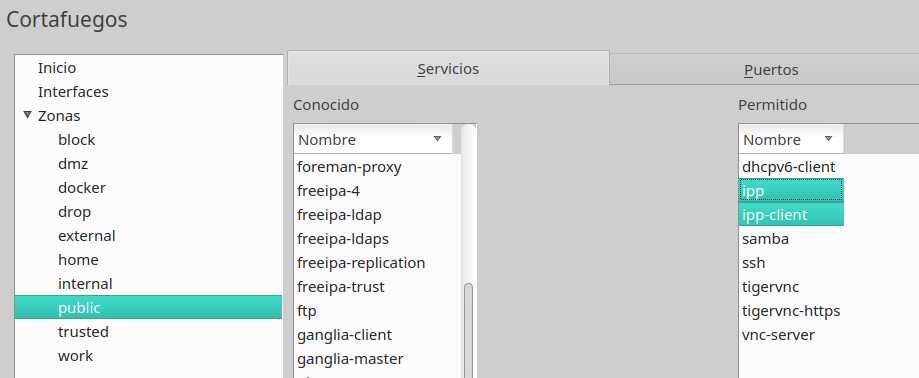 Cortafuegos
Inicio
Interfaces
Zonas
block
dmz
docker
drop
external
home
internal
public
trusted
work
Servicios
Puertos
Conocido
Nombre
foreman-proxy
freeipa-4
freeipa-ldap
freeipa-ldaps
freeipa-replication
freeipa-trust
ftp
ganglia-client
ganglia-master
Permitido
Nombre
dhcpv6-client
ipp
ipp-client
samba
ssh
tigervnc
tigervnc-https
vnc-server